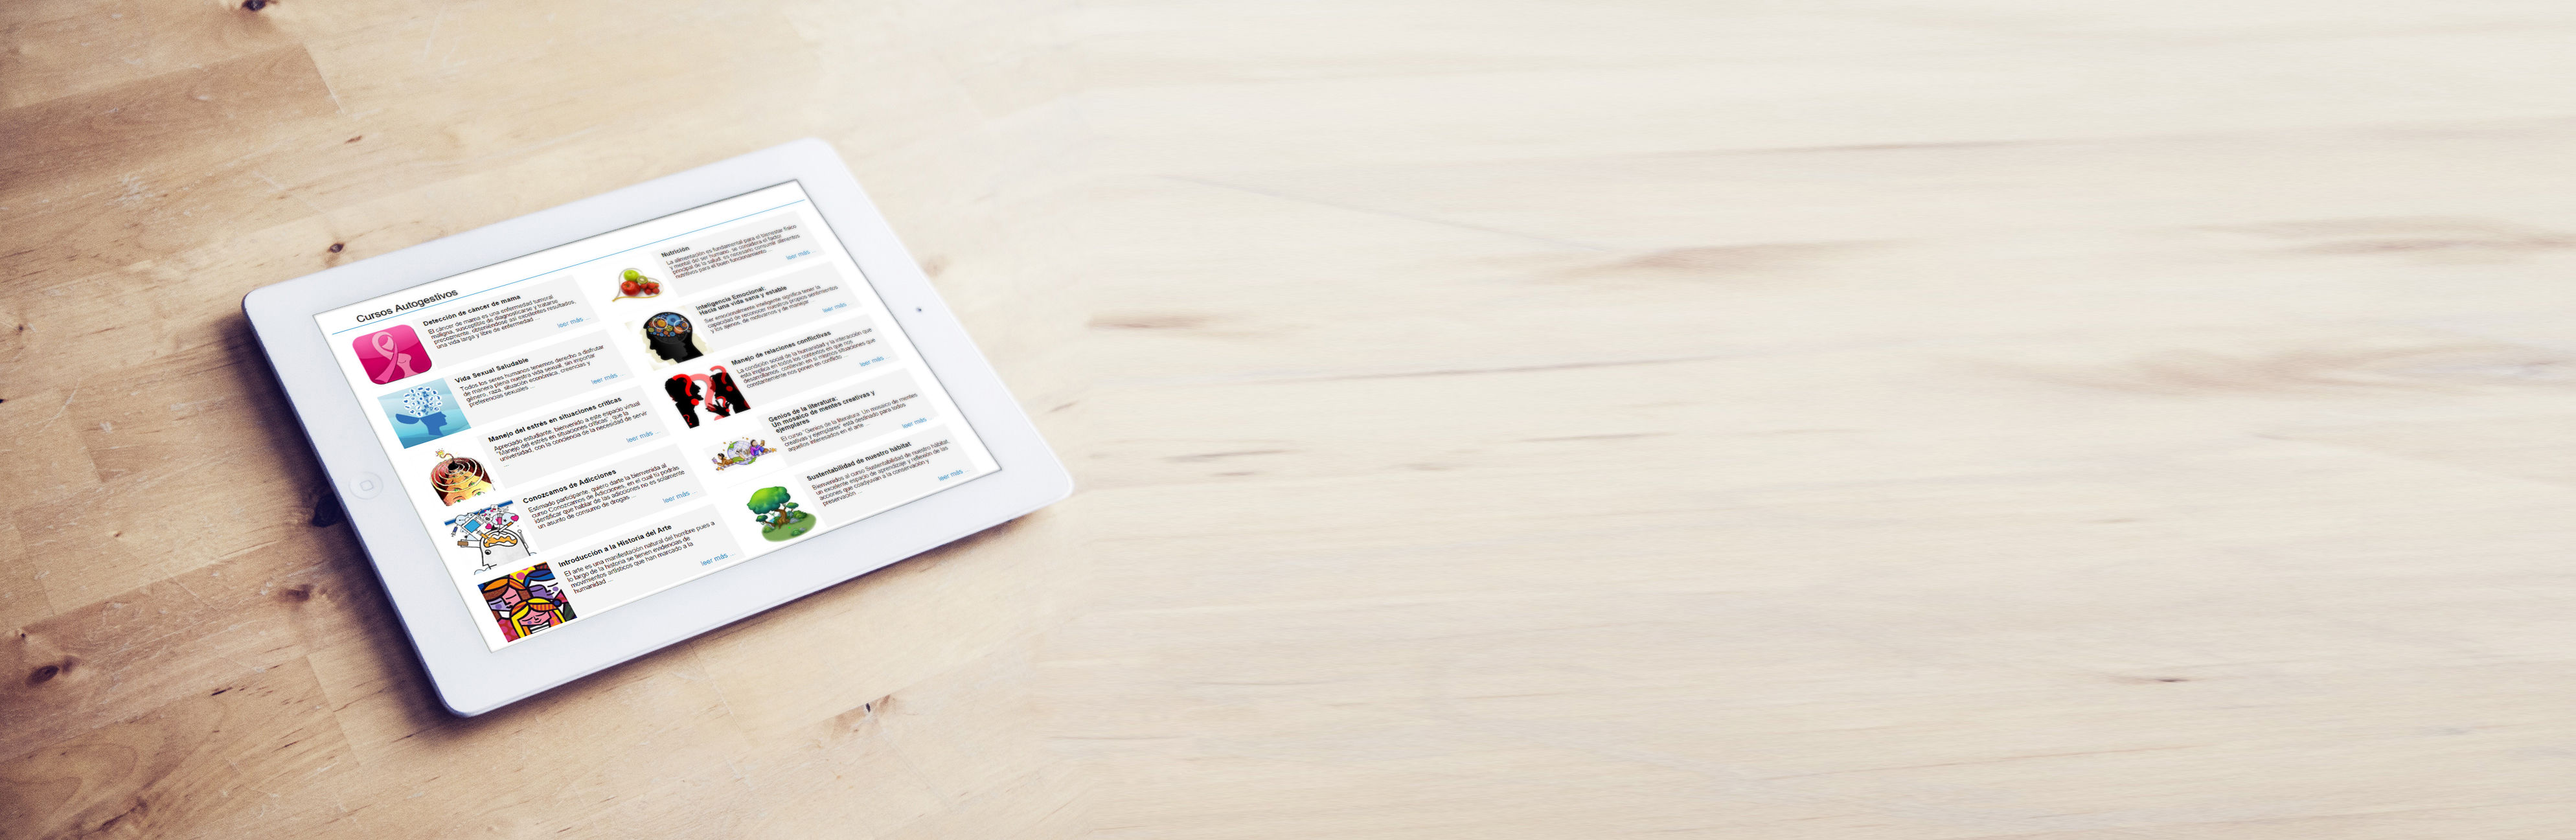 Cursos Autogestivos
Detección de cáncer de mama
El cáncer de mama es una enfermedad tumoral
maligna, susceptible de diagnosticarse y tratarse
precozmente, obteniéndose así excelentes resultados,
una vida larga y libre de enfermedad ...
leer más ...
Vida Sexual Saludable
Todos los seres humanos tenemos derecho a disfrutar
de manera plena nuestra vida sexual, sin importar
género, raza, situación económica, creencias y
preferencias sexuales ...
leer más ...
Manejo del estrés en situaciones críticas
Apreciado estudiante, bienvenido a este espacio virtual
"Manejo del estrés en situaciones críticas" que la
universidad, con la conciencia de la necesidad de servir
...
leer más ...
Conozcamos de Adicciones
Estimado participante, quiero darte la bienvenida al
curso Conozcamos de Adicciones, en el cual tú podrás
identificar que hablar de las adicciones no es solamente
un asunto de consumo de drogas ...
leer más ...
Introducción a la Historia del Arte
El arte es una manifestación natural del hombre pues a
lo largo de la historia se tienen evidencias de
movimientos artísticos que han marcado a la
humanidad ...
leer más ...
Nutrición
La alimentación es fundamental para el bienestar físico
y mental del ser humano, se considera el factor
principal de la salud, es necesario consumir alimentos
nutritivos para el buen funcionamiento ...
leer más ...
Inteligencia Emocional:
Hacia una vida sana y estable
Ser emocionalmente inteligente significa tener la
capacidad de reconocer nuestros propios sentimientos
y los ajenos, de motivarnos y de manejar ...
leer más
Manejo de relaciones conflictivas
La condición social de la humanidad y la interacción que
está implica en todos los contextos en que nos
desarrollamos, conllevan en sí mismos situaciones que
constantemente nos ponen en conflicto ...
leer más ...
Genios de la literatura:
Un mosaico de mentes creativas y
ejemplares
El curso "Genios de la literatura. Un mosaico de mentes
creativas y ejemplares" está destinado para todos
aquellos interesados en el arte ...
leer más ...
Sustentabilidad de nuestro hábitat
Bienvenidos al curso Sustentabilidad de nuestro hábitat,
un excelente espacio de aprendizaje y reflexión de las
acciones que coadyuvan a la conservación y
preservación ...
leer más ...